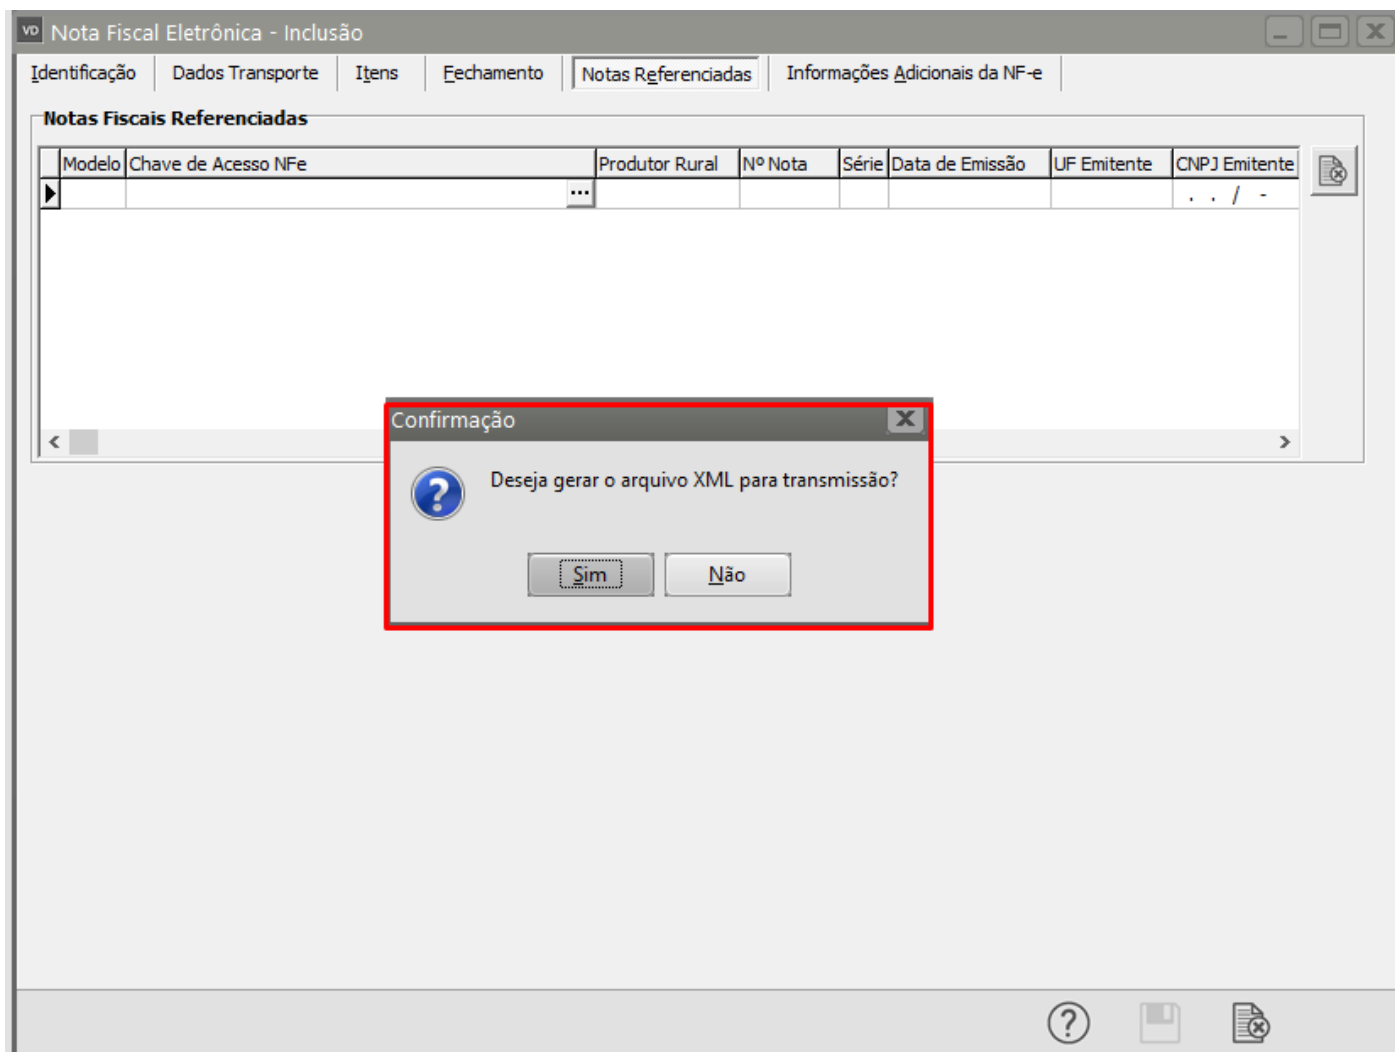 VD Nota Fiscal Eletrônica - Inclusão
Identificação Dados Transporte Itens Fechamento Notas Referenciadas Informações Adicionais da NF-e
Notas Fiscais Referenciadas
Modelo Chave de Acesso NFe Produtor Rural Nº Nota Série Data de Emissão UF Emitente CNPJ Emitente
... . . / -
Confirmação
Deseja gerar o arquivo XML para transmissão?
Sim Não